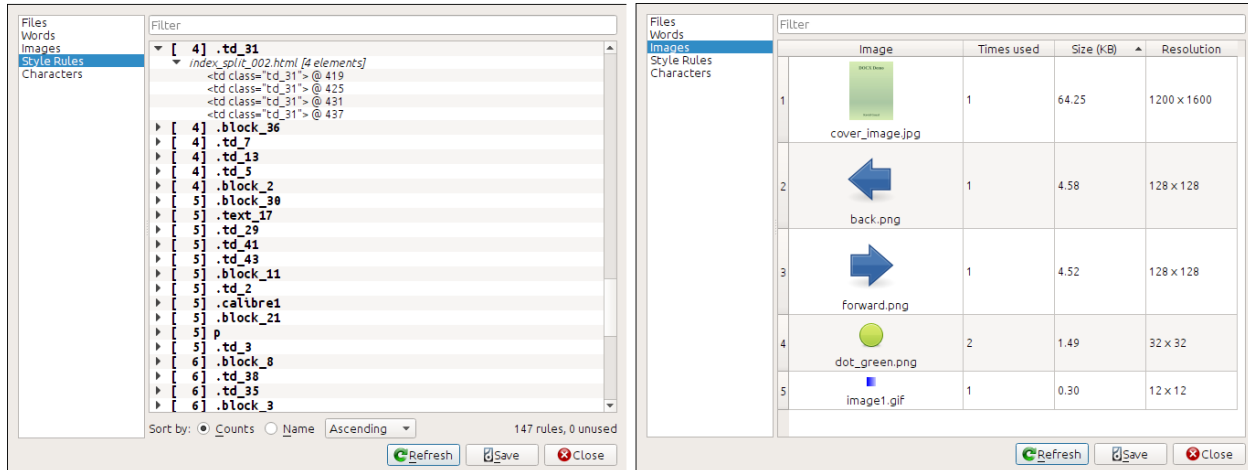 Files
Words
Images
Style Rules
Characters
Filter
[ 4] .td_31
index_split_002.html [4 elements]
<td class="td_31"> @ 419
<td class="td_31"> @ 425
<td class="td_31"> @ 431
<td class="td_31"> @ 437
[ 4] .block_36
[ 4] .td_7
[ 4] .td_13
[ 4] .td_5
[ 4] .block_2
[ 5] .block_30
[ 5] .text_17
[ 5] .td_29
[ 5] .td_41
[ 5] .td_43
[ 5] .block_11
[ 5] .td_2
[ 5] .calibre1
[ 5] .block_21
[ 5] p
[ 5] .td_3
[ 6] .block_8
[ 6] .td_38
[ 6] .td_35
[ 6] .block_3
Sort by: Counts Name Ascending 147 rules, 0 unused
Refresh Save Close
Files
Words
Images
Style Rules
Characters
Filter
Image Times used Size (KB) Resolution
DOCX Demo
1 1 64.25 1200 x 1600
cover_image.jpg
2 1 4.58 128 x 128
back.png
3 1 4.52 128 x 128
forward.png
4 2 1.49 32 x 32
dot_green.png
5 1 0.30 12 x 12
image1.gif
Refresh Save Close